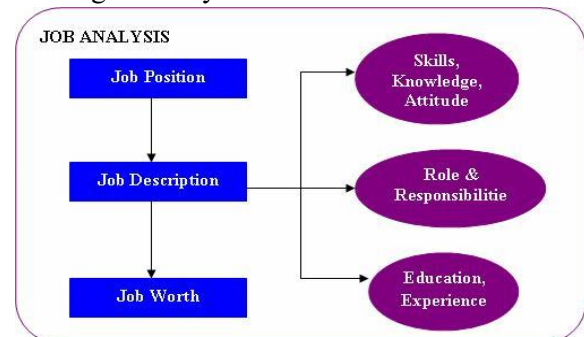 JOB ANALYSIS
Job Position
Skills,
Knowledge,
Attitude
Job Description
Role &
Responsibilitie
Job Worth
Education,
Experience